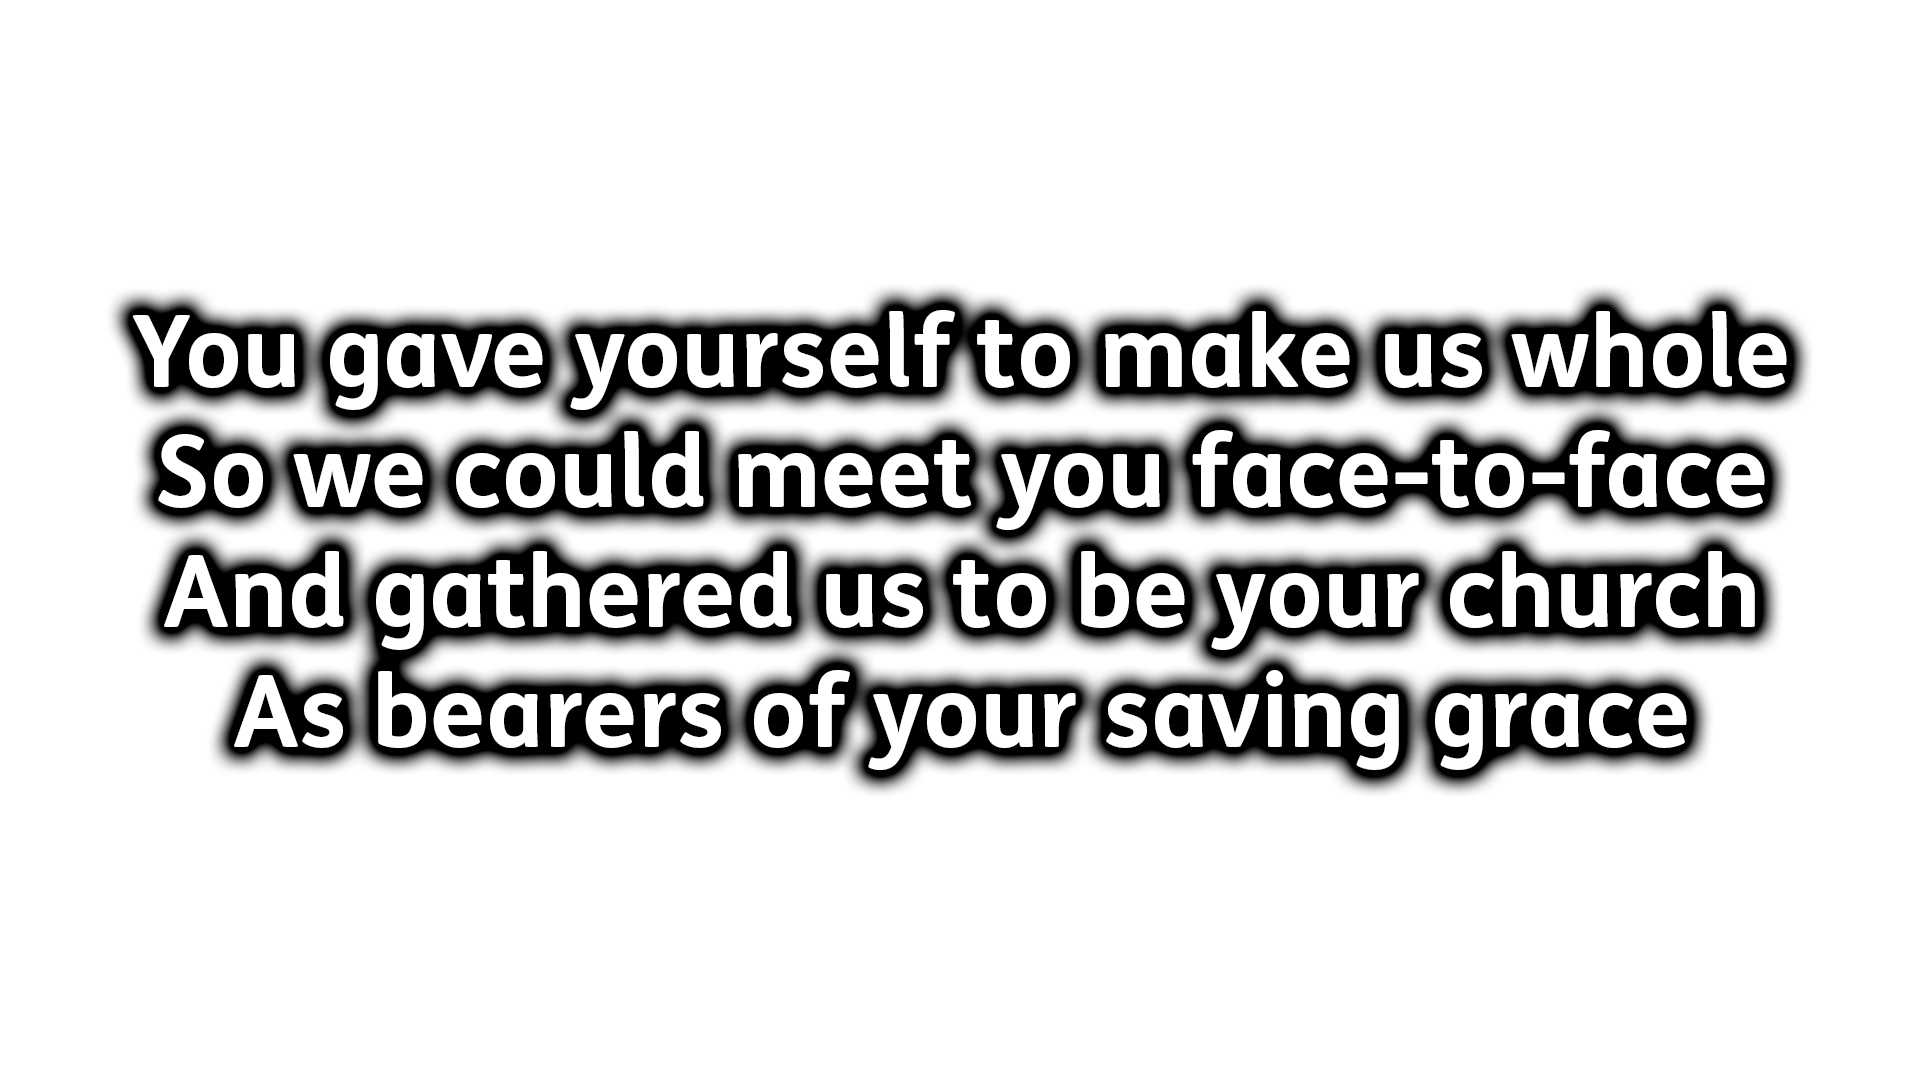 You gave yourself to make us whole
So we could meet you face-to-face
And gathered us to be your church
As bearers of your saving grace